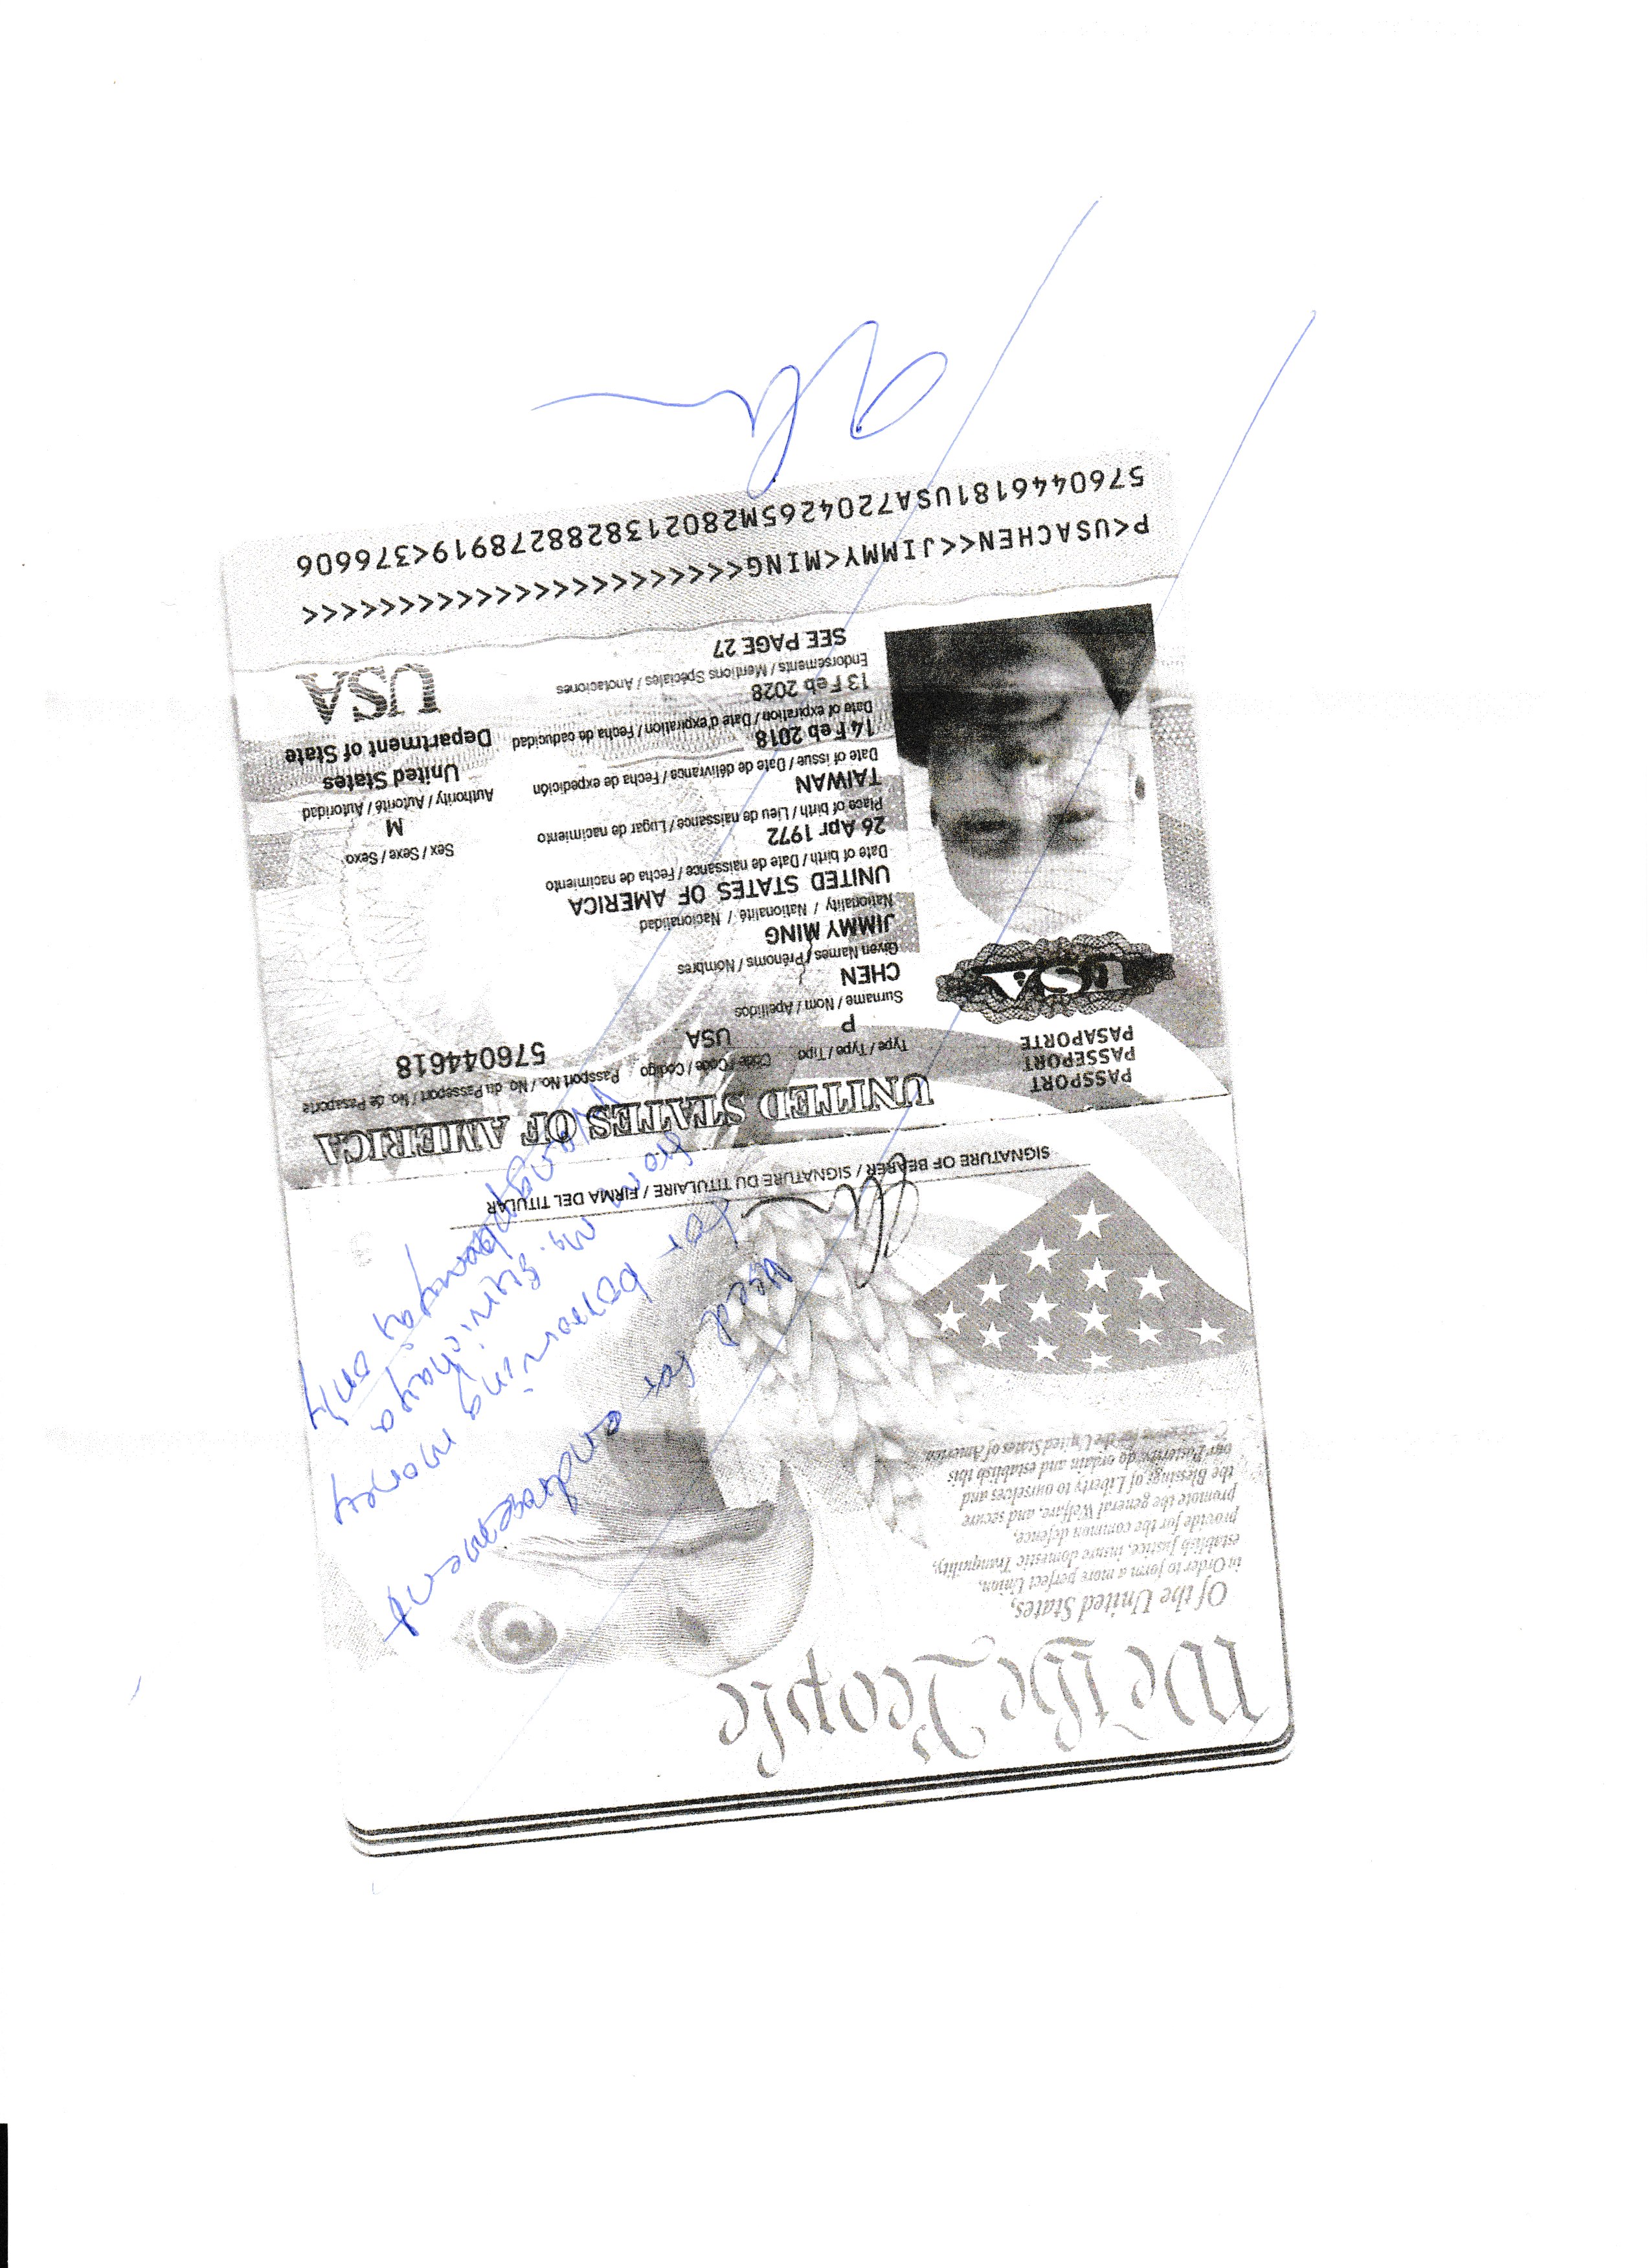 We the People
Of the United States,
in Order to form a more perfect Union,
establish Justice, insure domestic Tranquility,
provide for the common defence,
promote the general Welfare, and secure
the Blessings of Liberty to ourselves and
our Posterity, do ordain and establish this
Constitution for the United States of America.
used for endrosement
for borrowing money
from Ms. Survichaya
only
SIGNATURE OF BEARER / SIGNATURE DU TITULAIRE / FIRMA DEL TITULAR
UNITED STATES OF AMERICA
PASSPORT
PASSEPORT
PASAPORTE
USA
Type / Type / Tipo Code / Code / Código Passport No. / No. du Passeport / No. de Pasaporte
P USA 576044618
Surname / Nom / Apellidos
CHEN
Given Names / Prénoms / Nombres
JIMMY MING
Nationality / Nationalité / Nacionalidad
UNITED STATES OF AMERICA
Date of birth / Date de naissance / Fecha de nacimiento
26 Apr 1972
Place of birth / Lieu de naissance / Lugar de nacimiento
TAIWAN
Date of issue / Date de délivrance / Fecha de expedición
14 Feb 2018
Date of expiration / Date d'expiration / Fecha de caducidad
13 Feb 2028
Endorsements / Mentions Spéciales / Anotaciones
SEE PAGE 27
Sex / Sexe / Sexo
M
Authority / Autorité / Autoridad
United States
Department of State
USA
P<USACHEN<<JIMMY<MING<<<<<<<<<<<<<<<<<<<<<<<
5760446181USA7204265M2802138288278919<376606